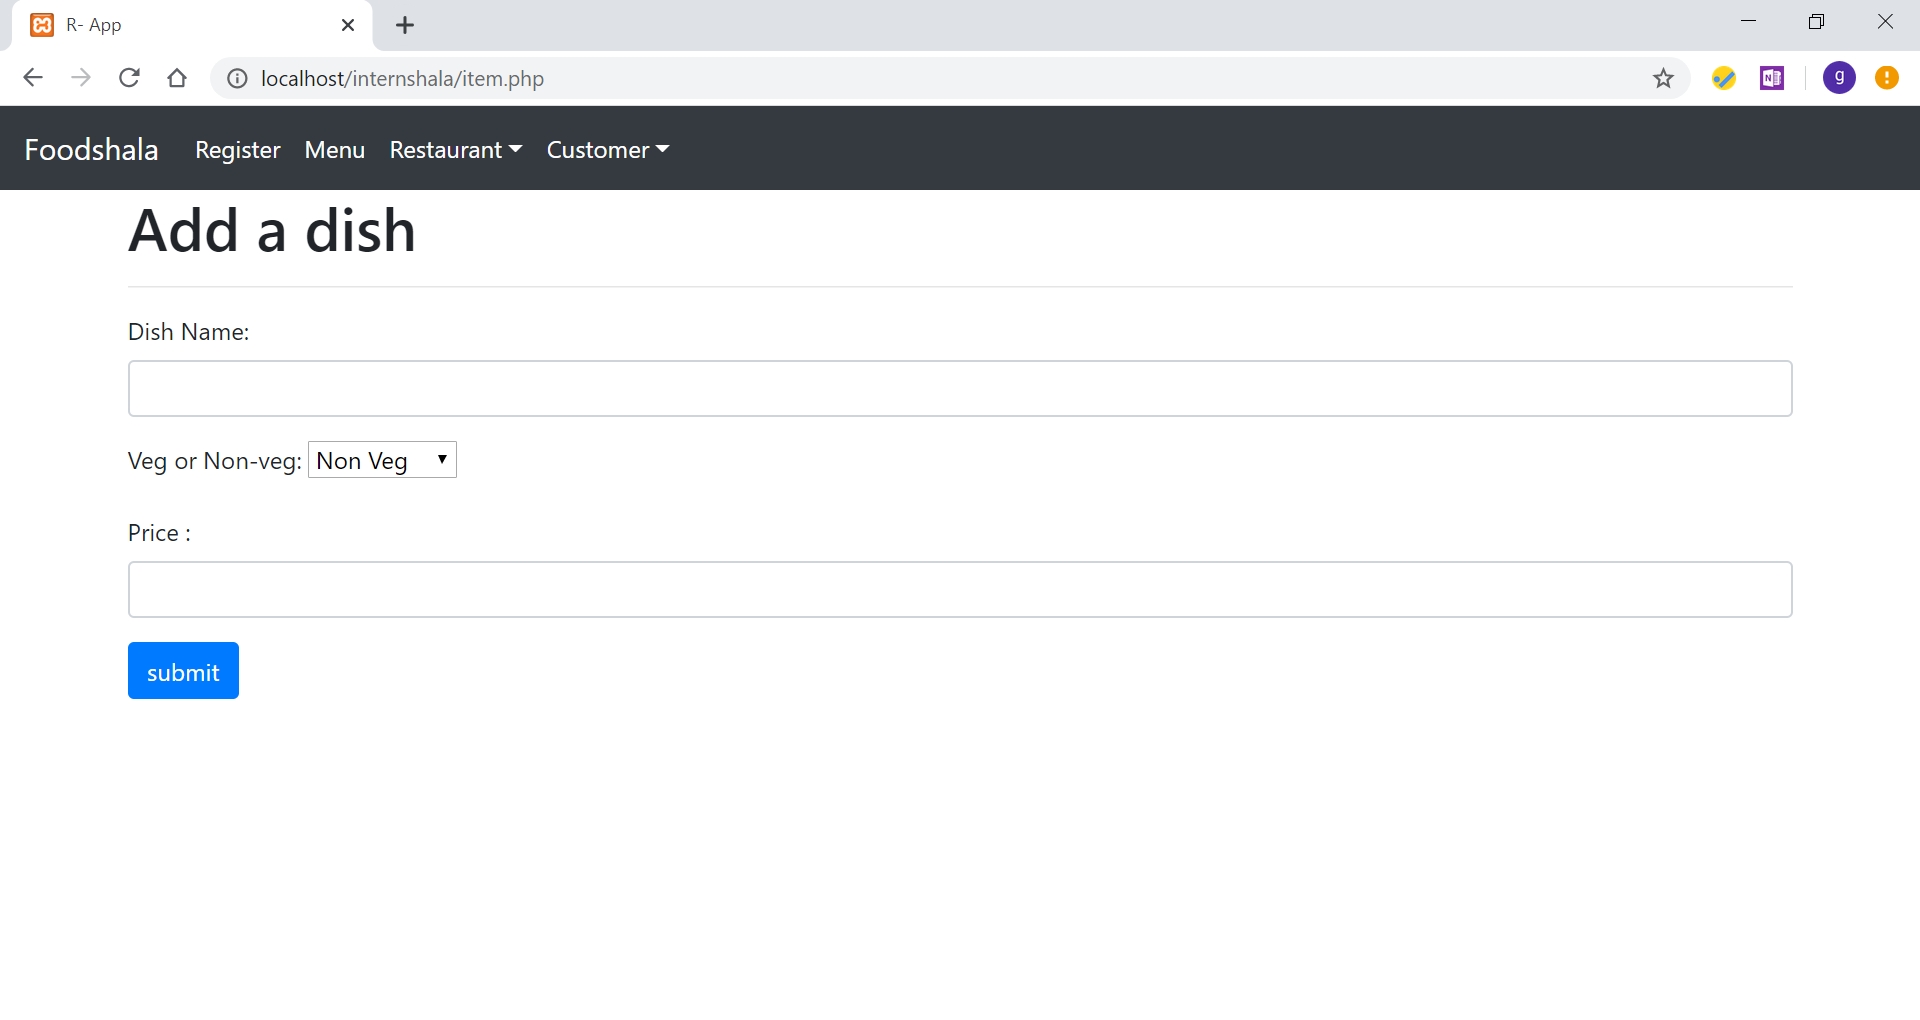 R- App
localhost/internshala/item.php
g
Foodshala Register Menu Restaurant Customer
Add a dish
Dish Name:
Veg or Non-veg: Non Veg
Price :
submit